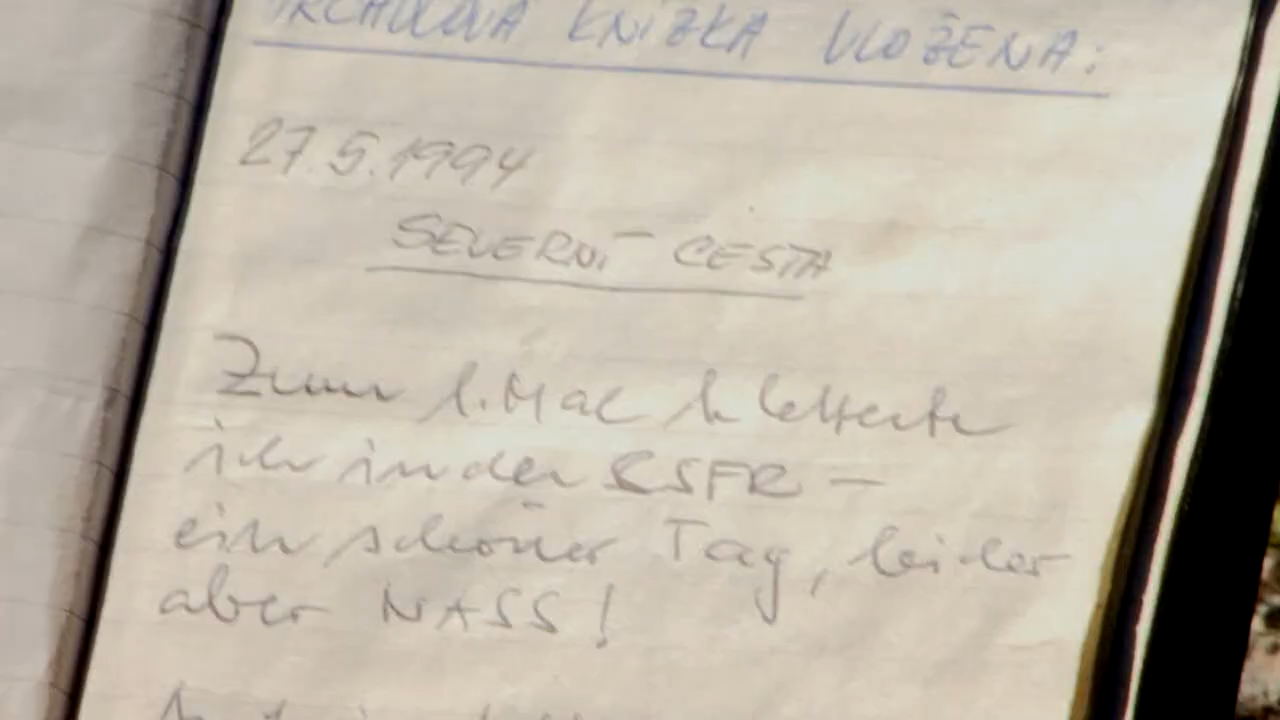 VRCHOLOVÁ KNÍŽKA VLOŽENA:
27.5.1994
SEVERNÍ CESTA
Zum 1. Mal kletterte
ich in der ČSFR –
ein schöner Tag, leider
aber NASS!